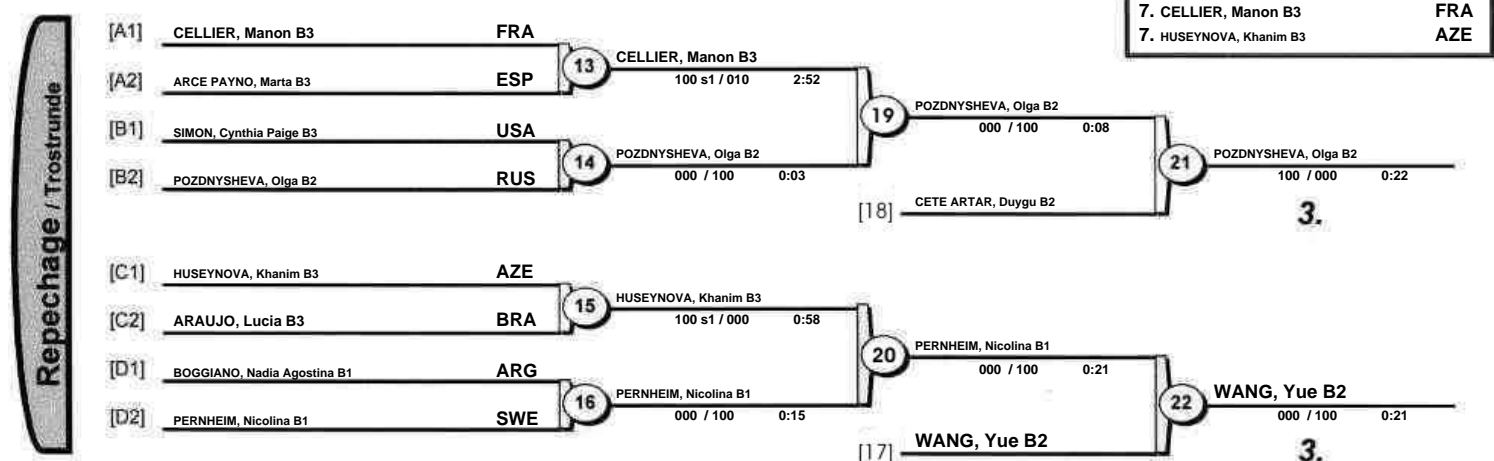 7. CELLIER, Manon B3 FRA
7. HUSEYNOVA, Khanim B3 AZE
Repechage / Trostrunde
[A1] CELLIER, Manon B3 FRA
13
CELLIER, Manon B3
100 s1 / 010 2:52
[A2] ARCE PAYNO, Marta B3 ESP
19
POZDNYSHEVA, Olga B2
000 / 100 0:08
[B1] SIMON, Cynthia Paige B3 USA
14
POZDNYSHEVA, Olga B2
000 / 100 0:03
[B2] POZDNYSHEVA, Olga B2 RUS
21
POZDNYSHEVA, Olga B2
100 / 000 0:22
[18] CETE ARTAR, Duygu B2
3.
[C1] HUSEYNOVA, Khanim B3 AZE
15
HUSEYNOVA, Khanim B3
100 s1 / 000 0:58
[C2] ARAUJO, Lucia B3 BRA
20
PERNHEIM, Nicolina B1
000 / 100 0:21
[D1] BOGGIANO, Nadia Agostina B1 ARG
16
PERNHEIM, Nicolina B1
000 / 100 0:15
[D2] PERNHEIM, Nicolina B1 SWE
22
WANG, Yue B2
000 / 100 0:21
[17] WANG, Yue B2
3.